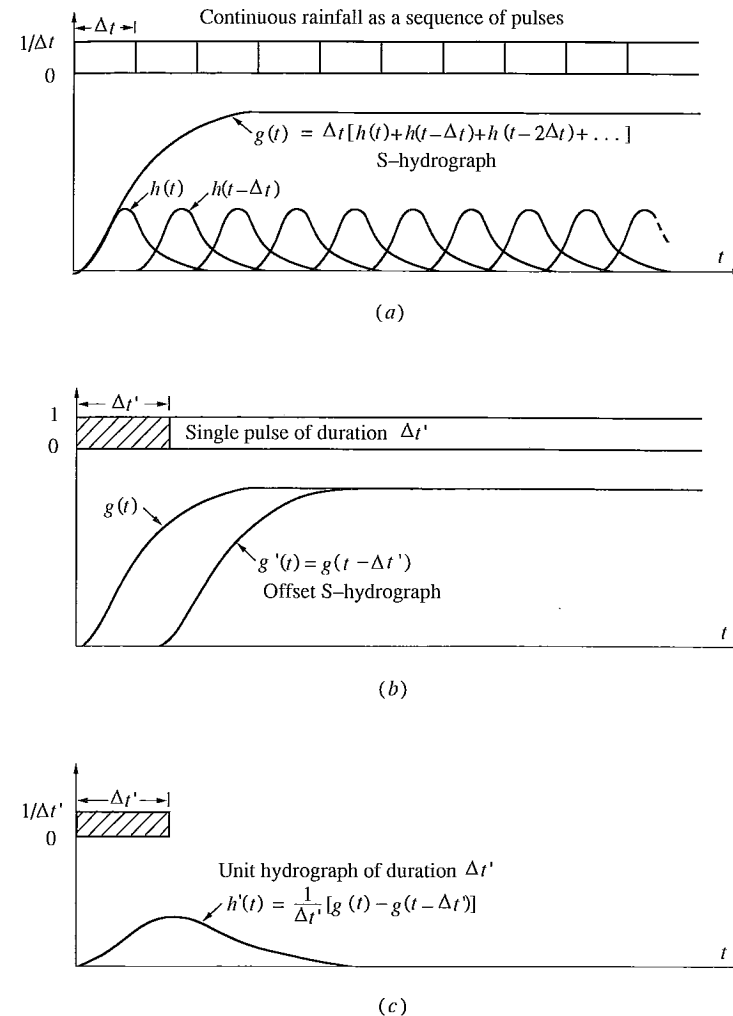 Δt
Continuous rainfall as a sequence of pulses
1/Δt
0
g(t) = Δt[h(t)+h(t−Δt)+h(t−2Δt)+...]
S–hydrograph
h(t)
h(t−Δt)
t
(a)
Δt'
1
0
Single pulse of duration Δt'
g(t)
g'(t)=g(t−Δt')
Offset S–hydrograph
t
(b)
Δt'
1/Δt'
0
Unit hydrograph of duration Δt'
h'(t) = 1/Δt' [g(t)−g(t−Δt')]
t
(c)